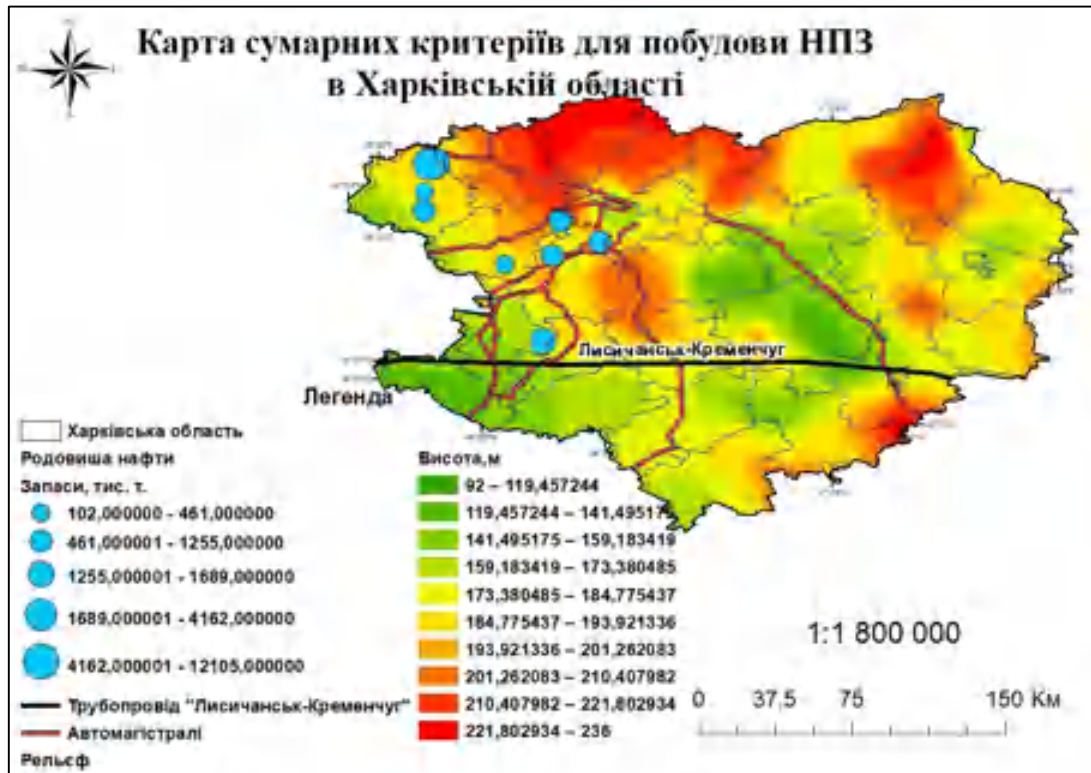 Карта сумарних критеріїв для побудови НПЗ
в Харківській області
Лисичанськ-Кременчуг
Легенда
Харківська область
Родовиша нафти
Запаси, тис. т.
102,000000 - 461,000000
461,000001 - 1255,000000
1255,000001 - 1689,000000
1689,000001 - 4162,000000
4162,000001 - 12105,000000
Трубопровід "Лисичанськ-Кременчуг"
Автомагістралі
Рельєф
Висота,м
92 – 119,457244
119,457244 – 141,495175
141,495175 – 159,183419
159,183419 – 173,380485
173,380485 – 184,775437
184,775437 – 193,921336
193,921336 – 201,262083
201,262083 – 210,407982
210,407982 – 221,802934
221,802934 – 236
1:1 800 000
0 37,5 75 150 Км